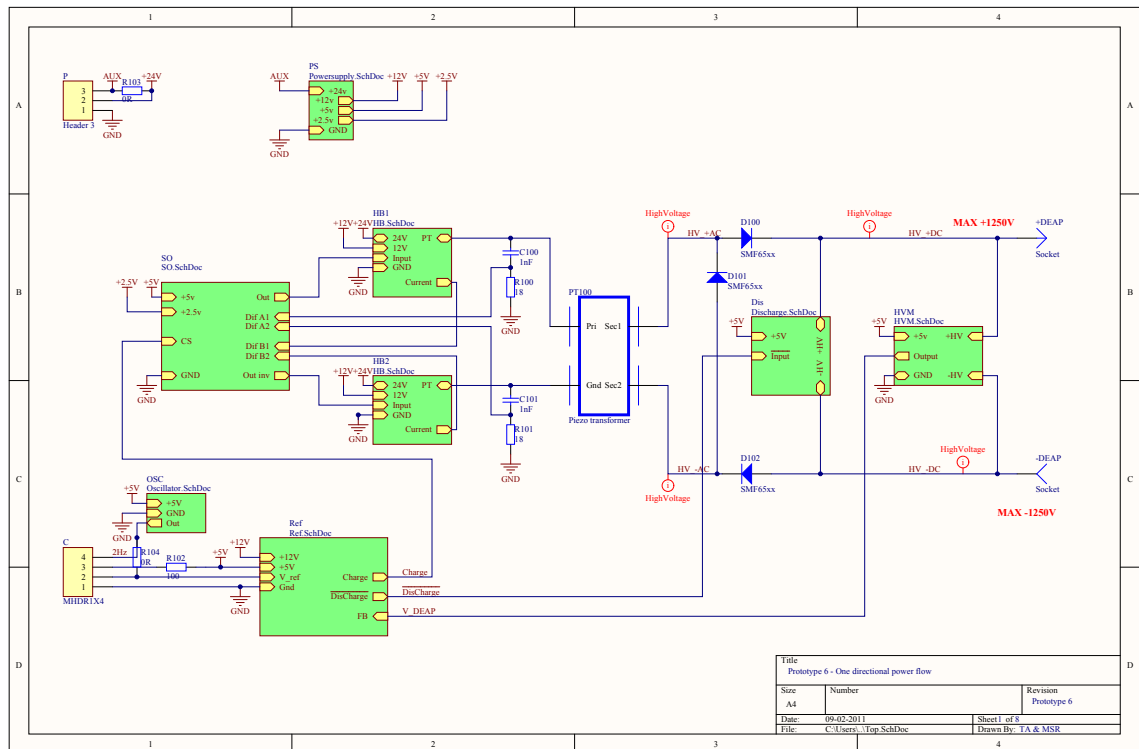 1 2 3 4
A A
B B
C C
D D
P
AUX +24V
R103
0R
3
2
1
Header 3
GND
PS
Powersupply.SchDoc
AUX
+12V +5V +2.5V
+24v
+12v
+5v
+2.5v
GND
GND
SO
SO.SchDoc
+2.5V +5V
+5v
+2.5v
CS
GND
Out
Dif A1
Dif A2
Dif B1
Dif B2
Out inv
GND
HB1
HB.SchDoc
+12V +24V
24V
12V
Input
GND
PT
Current
GND
HB2
HB.SchDoc
+12V +24V
24V
12V
Input
GND
PT
Current
GND
C100
1nF
R100
18
GND
C101
1nF
R101
18
GND
PT100
Pri Sec1
Gnd Sec2
Piezo transformer
HighVoltage
i
HV_+AC
D100
SMF65xx
D101
SMF65xx
HighVoltage
i
HV_+DC
MAX +1250V
+DEAP
Socket
Dis
Discharge.SchDoc
+5V
+5V
Input
+HV
-HV
HVM
HVM.SchDoc
+5V
+5v
Output
GND
+HV
-HV
GND
HV_-AC
i
HighVoltage
D102
SMF65xx
HV_-DC
HighVoltage
i
-DEAP
Socket
MAX -1250V
OSC
Oscillator.SchDoc
+5V
+5V
GND
Out
GND
C
4
3
2
1
MHDR1X4
2Hz
R104
0R
R102
100
+5V
+12V
GND
Ref
Ref.SchDoc
+12V
+5V
V_ref
Gnd
Charge
DisCharge
FB
Charge
DisCharge
V_DEAP
Title
Prototype 6 - One directional power flow
Size Number Revision
A4 Prototype 6
Date: 09-02-2011 Sheet1 of 8
File: C:\Users\..\Top.SchDoc Drawn By: TA & MSR
1 2 3 4